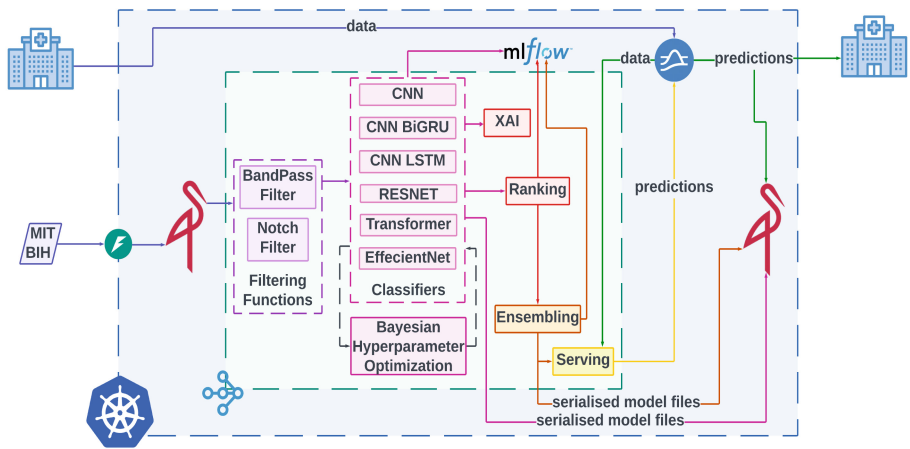 data
mlflow
data
predictions
CNN
CNN BiGRU
XAI
CNN LSTM
BandPass
Filter
RESNET
Ranking
predictions
Transformer
Notch
Filter
MIT
BIH
EffecientNet
Filtering
Functions
Classifiers
Ensembling
Bayesian
Hyperparameter
Optimization
Serving
serialised model files
serialised model files